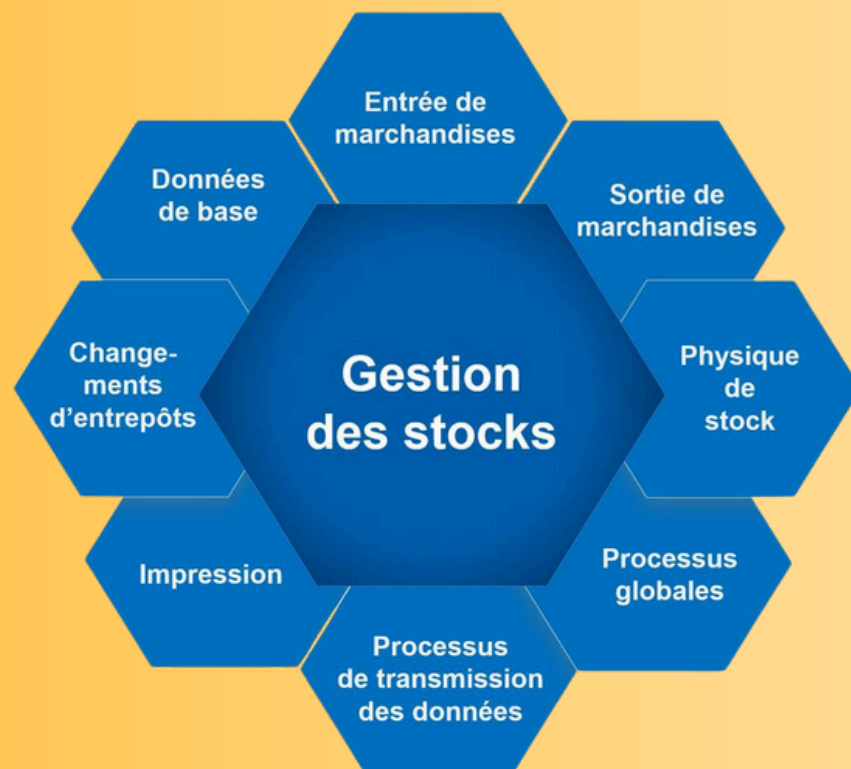 Entrée de
marchandises
Données
de base
Sortie de
marchandises
Change-
ments
d'entrepôts
Gestion
des stocks
Physique
de
stock
Impression
Processus
globales
Processus
de transmission
des données